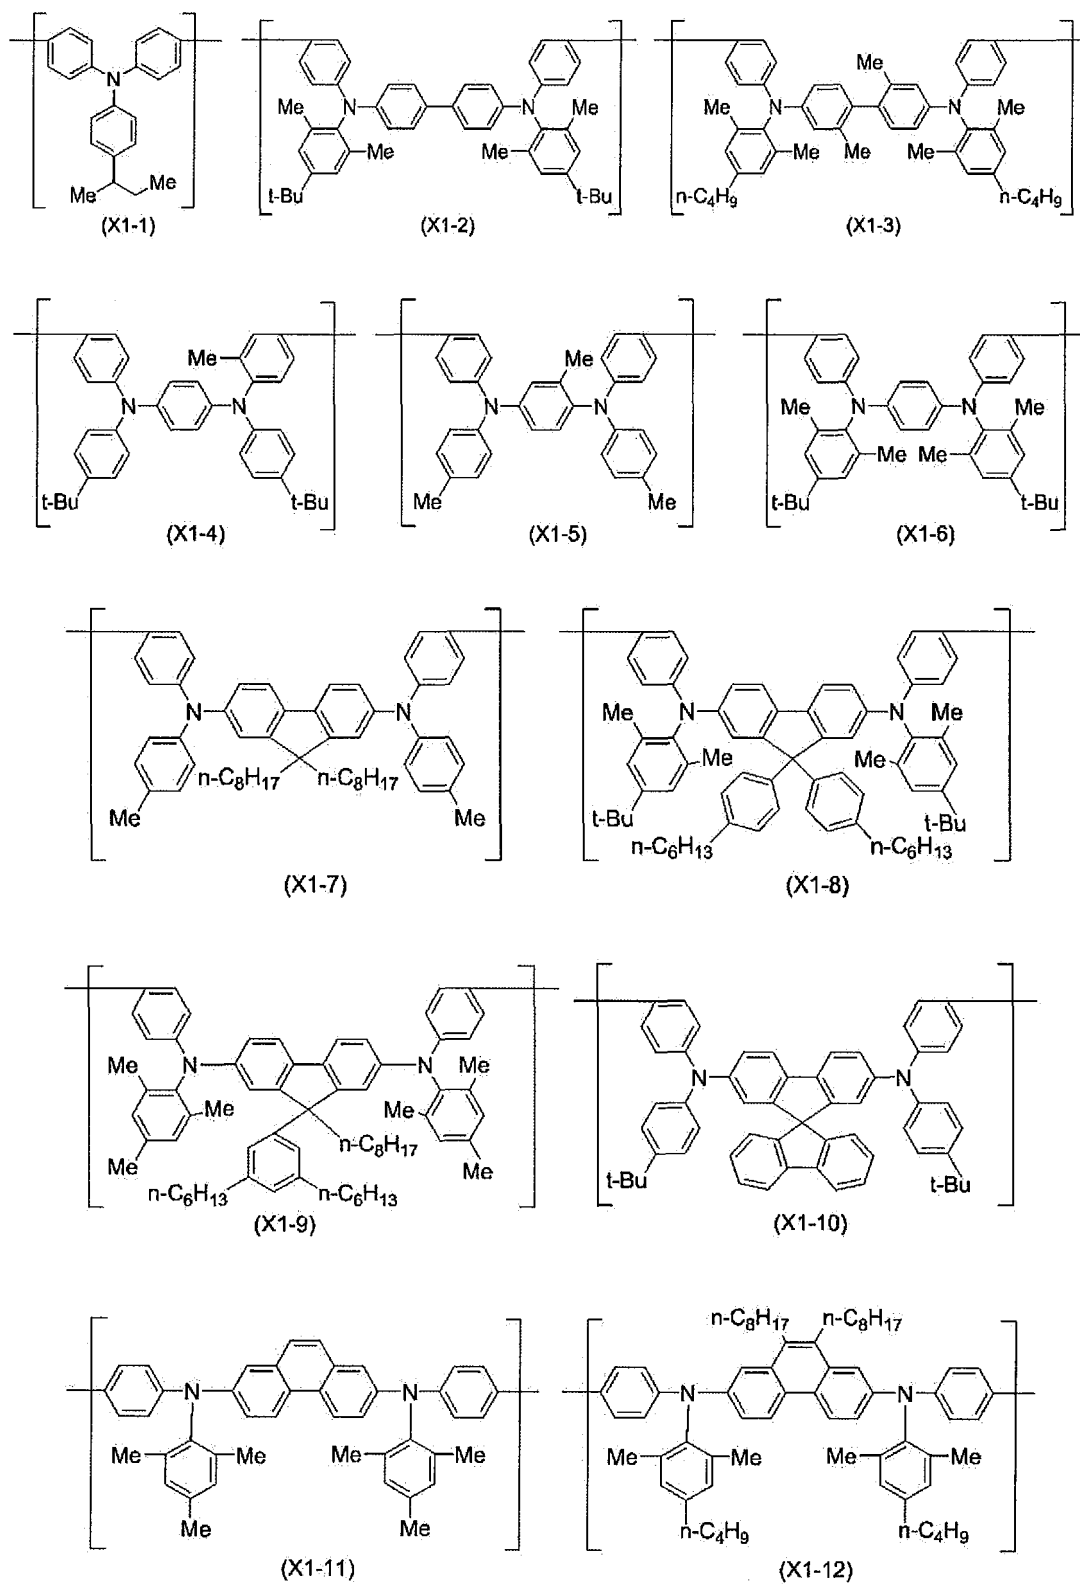 N
Me
Me
(X1-1)
Me
N
N
Me
Me
Me
t-Bu
t-Bu
(X1-2)
Me
Me
N
N
Me
Me
Me
Me
n-C₄H₉
n-C₄H₉
(X1-3)
Me
N
N
t-Bu
t-Bu
(X1-4)
Me
N
N
Me
Me
(X1-5)
N
N
Me
Me
Me
Me
t-Bu
t-Bu
(X1-6)
N
N
n-C₈H₁₇
n-C₈H₁₇
Me
Me
(X1-7)
Me
N
N
Me
Me
Me
t-Bu
t-Bu
n-C₆H₁₃
n-C₆H₁₃
(X1-8)
Me
N
N
Me
Me
Me
n-C₈H₁₇
Me
Me
n-C₆H₁₃
n-C₆H₁₃
(X1-9)
N
N
t-Bu
t-Bu
(X1-10)
N
N
Me
Me
Me
Me
Me
Me
(X1-11)
n-C₈H₁₇
n-C₈H₁₇
N
N
Me
Me
Me
Me
n-C₄H₉
n-C₄H₉
(X1-12)